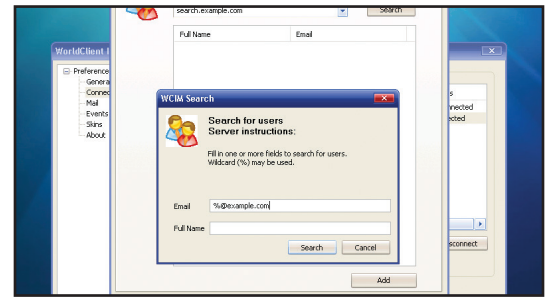 search.example.com
Search
Full Name
Email
WorldClient I
Preference
Genera
Connec
Mail
Events
Skins
About
s
nnected
ected
sconnect
WCIM Search
Search for users
Server instructions:
Fill in one or more fields to search for users.
Wildcard (%) may be used.
Email
%@example.com
Full Name
Search
Cancel
Add